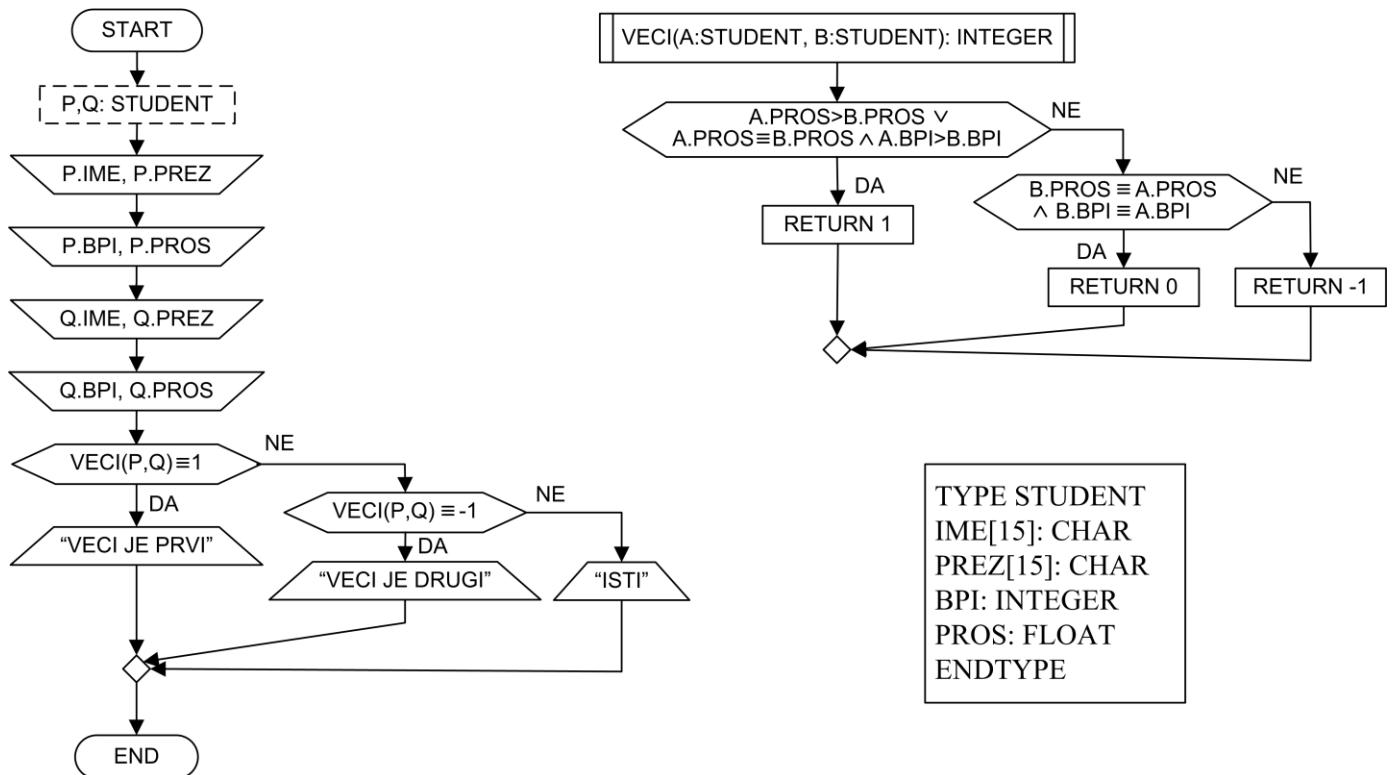 START
P,Q: STUDENT
P.IME, P.PREZ
P.BPI, P.PROS
Q.IME, Q.PREZ
Q.BPI, Q.PROS
VECI(P,Q)≡1
NE
DA
“VECI JE PRVI”
VECI(P,Q) ≡ -1
NE
DA
“VECI JE DRUGI”
“ISTI”
END
VECI(A:STUDENT, B:STUDENT): INTEGER
A.PROS>B.PROS ∨
A.PROS≡B.PROS ∧ A.BPI>B.BPI
NE
DA
RETURN 1
B.PROS ≡ A.PROS
∧ B.BPI ≡ A.BPI
NE
DA
RETURN 0
RETURN -1
TYPE STUDENT
IME[15]: CHAR
PREZ[15]: CHAR
BPI: INTEGER
PROS: FLOAT
ENDTYPE